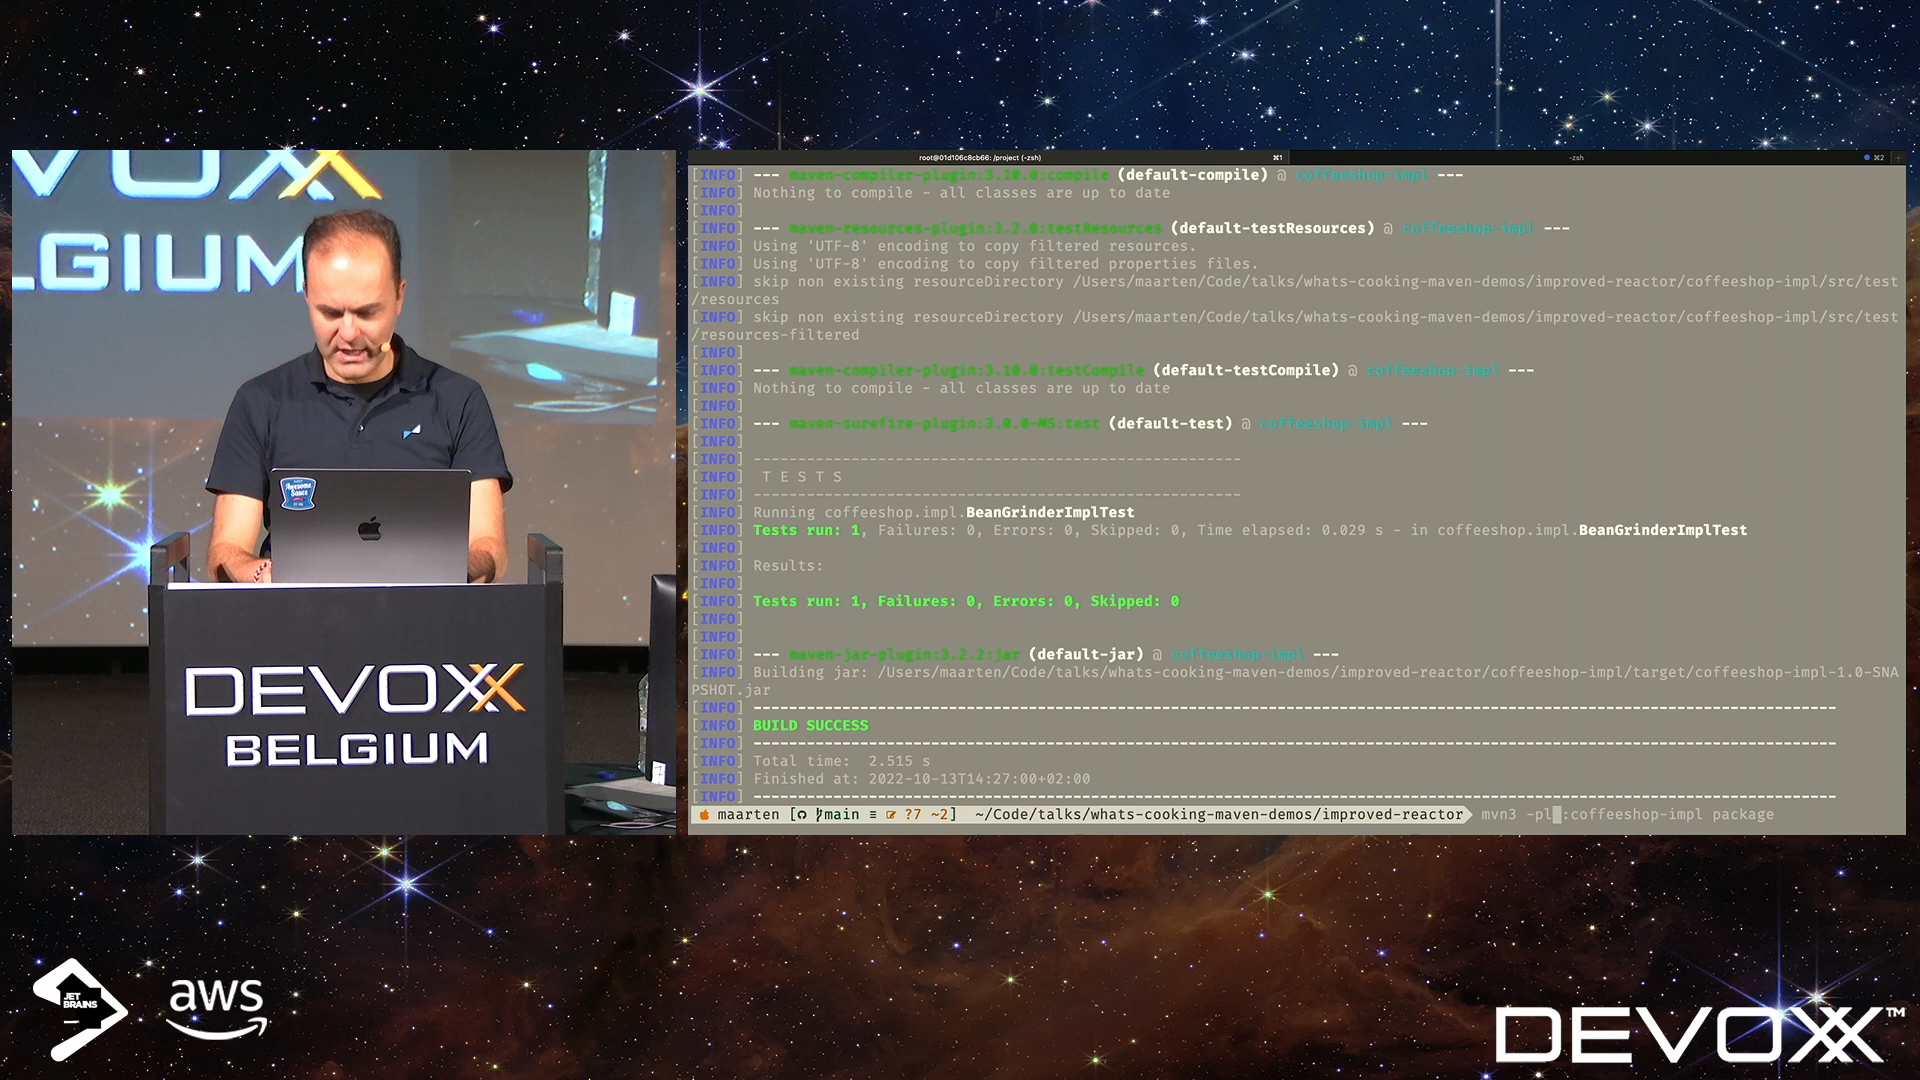 VOXX
LGIUM
Awesome
Sauce
DEVOXX
BELGIUM
root@01d106c8cb66: /project (-zsh)
⌘1
-zsh
⌘2
[INFO] --- maven-compiler-plugin:3.10.0:compile (default-compile) @ coffeeshop-impl ---
[INFO] Nothing to compile - all classes are up to date
[INFO]
[INFO] --- maven-resources-plugin:3.2.0:testResources (default-testResources) @ coffeeshop-impl ---
[INFO] Using 'UTF-8' encoding to copy filtered resources.
[INFO] Using 'UTF-8' encoding to copy filtered properties files.
[INFO] skip non existing resourceDirectory /Users/maarten/Code/talks/whats-cooking-maven-demos/improved-reactor/coffeeshop-impl/src/test
/resources
[INFO] skip non existing resourceDirectory /Users/maarten/Code/talks/whats-cooking-maven-demos/improved-reactor/coffeeshop-impl/src/test
/resources-filtered
[INFO]
[INFO] --- maven-compiler-plugin:3.10.0:testCompile (default-testCompile) @ coffeeshop-impl ---
[INFO] Nothing to compile - all classes are up to date
[INFO]
[INFO] --- maven-surefire-plugin:3.0.0-M5:test (default-test) @ coffeeshop-impl ---
[INFO]
[INFO] -------------------------------------------------------
[INFO]  T E S T S
[INFO] -------------------------------------------------------
[INFO] Running coffeeshop.impl.BeanGrinderImplTest
[INFO] Tests run: 1, Failures: 0, Errors: 0, Skipped: 0, Time elapsed: 0.029 s - in coffeeshop.impl.BeanGrinderImplTest
[INFO]
[INFO] Results:
[INFO]
[INFO] Tests run: 1, Failures: 0, Errors: 0, Skipped: 0
[INFO]
[INFO]
[INFO] --- maven-jar-plugin:3.2.2:jar (default-jar) @ coffeeshop-impl ---
[INFO] Building jar: /Users/maarten/Code/talks/whats-cooking-maven-demos/improved-reactor/coffeeshop-impl/target/coffeeshop-impl-1.0-SNA
PSHOT.jar
[INFO] ------------------------------------------------------------------------
[INFO] BUILD SUCCESS
[INFO] ------------------------------------------------------------------------
[INFO] Total time:  2.515 s
[INFO] Finished at: 2022-10-13T14:27:00+02:00
[INFO] ------------------------------------------------------------------------
maarten [main ≡ ?7 ~2] ~/Code/talks/whats-cooking-maven-demos/improved-reactor mvn3 -pl :coffeeshop-impl package
JET
BRAINS
aws
DEVOXX™